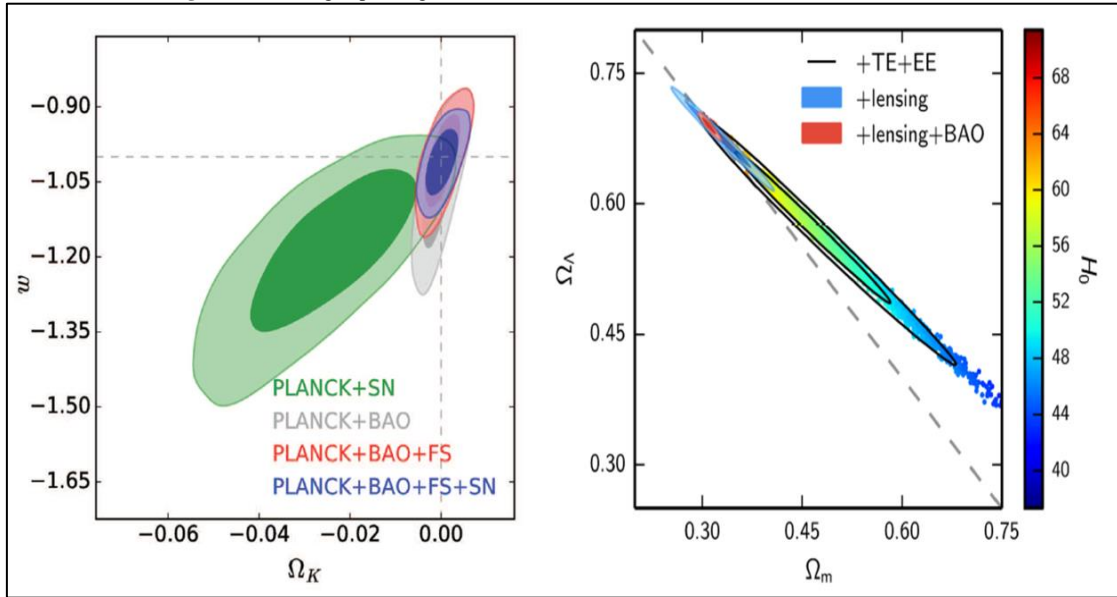 −0.90
−1.05
−1.20
−1.35
−1.50
−1.65
w
PLANCK+SN
PLANCK+BAO
PLANCK+BAO+FS
PLANCK+BAO+FS+SN
−0.06 −0.04 −0.02 0.00
Ω_K
0.75
0.60
0.45
0.30
Ω_Λ
+TE+EE
+lensing
+lensing+BAO
0.30 0.45 0.60 0.75
Ω_m
68
64
60
56
52
48
44
40
H_0